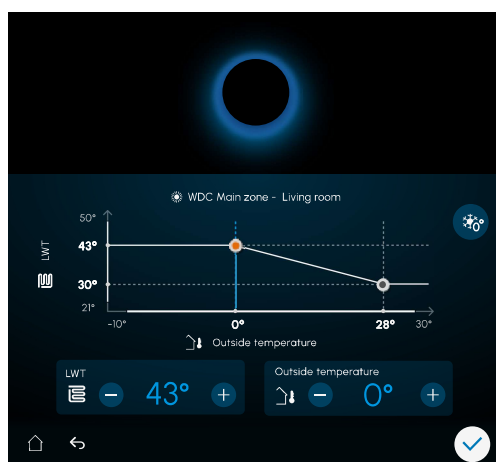 WDC Main zone - Living room
50°
43°
LWT
30°
21°
-10°
0°
28°
30°
Outside temperature
0°
LWT
43°
Outside temperature
0°